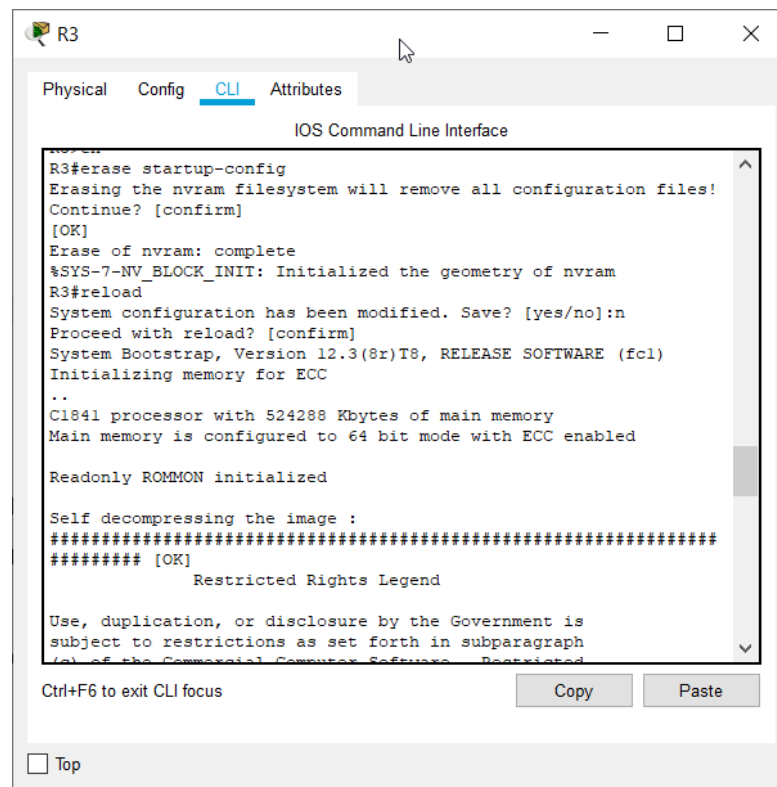 R3
Physical Config CLI Attributes
IOS Command Line Interface
R3#erase startup-config
Erasing the nvram filesystem will remove all configuration files!
Continue? [confirm]
[OK]
Erase of nvram: complete
%SYS-7-NV_BLOCK_INIT: Initialized the geometry of nvram
R3#reload
System configuration has been modified. Save? [yes/no]:n
Proceed with reload? [confirm]
System Bootstrap, Version 12.3(8r)T8, RELEASE SOFTWARE (fc1)
Initializing memory for ECC
..
C1841 processor with 524288 Kbytes of main memory
Main memory is configured to 64 bit mode with ECC enabled
Readonly ROMMON initialized
Self decompressing the image :
#################################################################
######### [OK]
Restricted Rights Legend
Use, duplication, or disclosure by the Government is
subject to restrictions as set forth in subparagraph
of the Commercial Computer Software
Ctrl+F6 to exit CLI focus
Copy Paste
Top